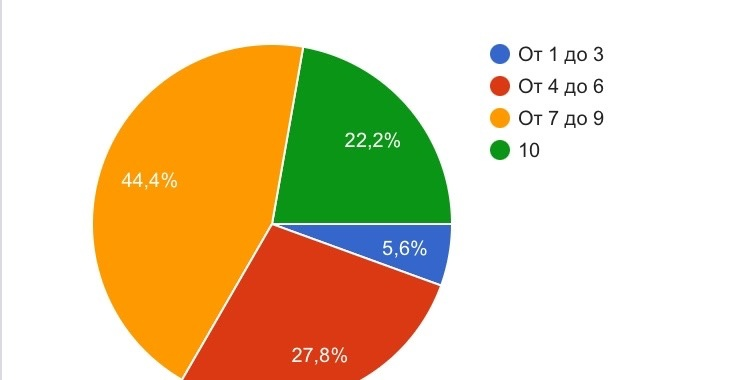 От 1 до 3
От 4 до 6
От 7 до 9
10
22,2%
44,4%
5,6%
27,8%